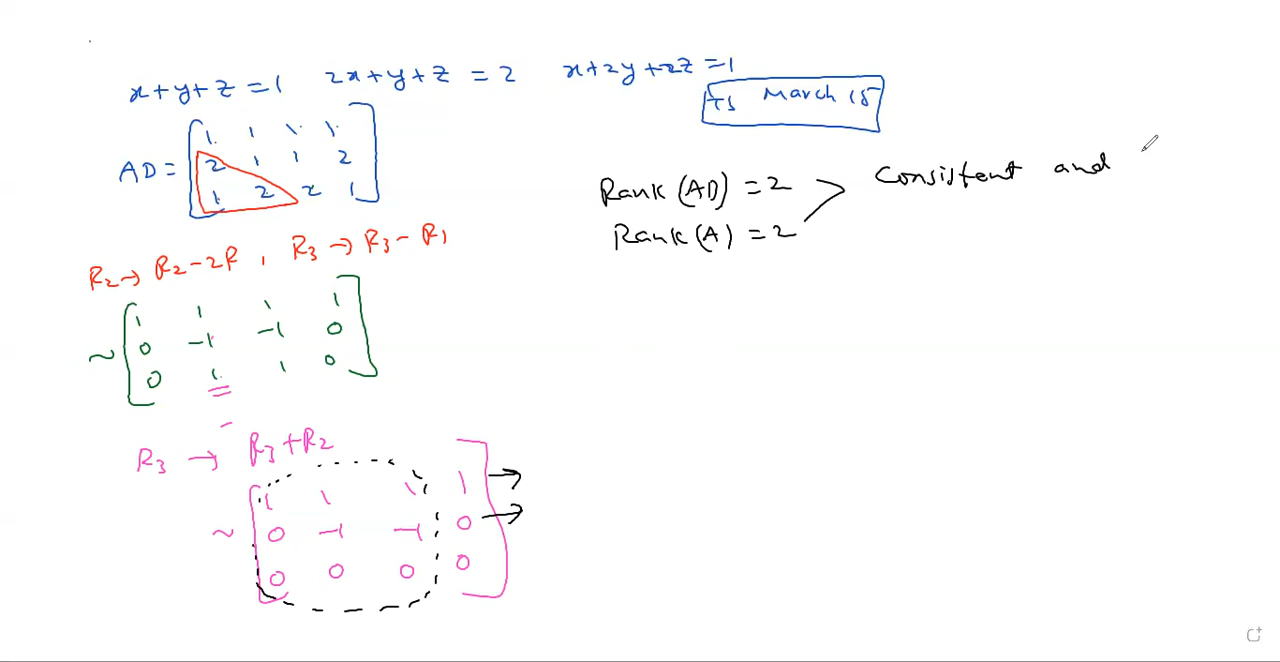 x+y+z=1 2x+y+z=2 x+2y+2z=1
TS March 15
AD=
1 1 1 1
2 1 1 2
1 2 2 1
Rank(AD)=2
Rank(A)=2
Consistent and
R2→R2-2R, R3→R3-R1
~
1 1 1 1
0 -1 -1 0
0 1 1 0
R3→R3+R2
~
1 1 1 1
0 -1 -1 0
0 0 0 0